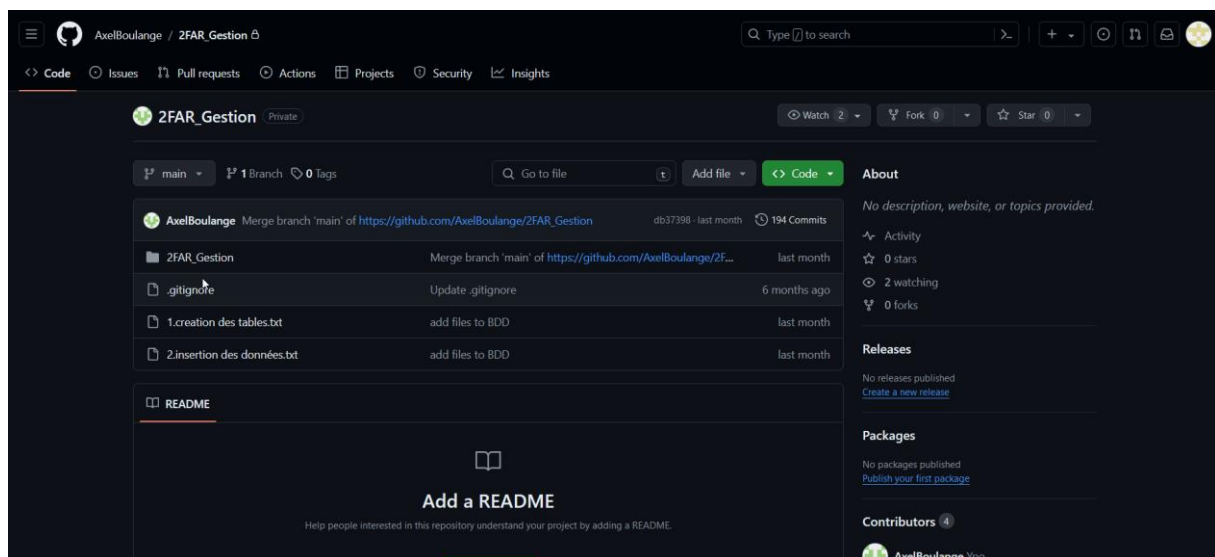 AxelBoulange / 2FAR_Gestion
Type / to search
Code Issues Pull requests Actions Projects Security Insights
2FAR_Gestion Private
Watch 2 Fork 0 Star 0
main 1 Branch 0 Tags
Go to file t Add file Code
AxelBoulange Merge branch 'main' of https://github.com/AxelBoulange/2FAR_Gestion db37398 · last month 194 Commits
2FAR_Gestion Merge branch 'main' of https://github.com/AxelBoulange/2F... last month
.gitignore Update .gitignore 6 months ago
1.creation des tables.txt add files to BDD last month
2.insertion des données.txt add files to BDD last month
README
Add a README
Help people interested in this repository understand your project by adding a README.
About
No description, website, or topics provided.
Activity
0 stars
2 watching
0 forks
Releases
No releases published
Create a new release
Packages
No packages published
Publish your first package
Contributors 4
AxelBoulange